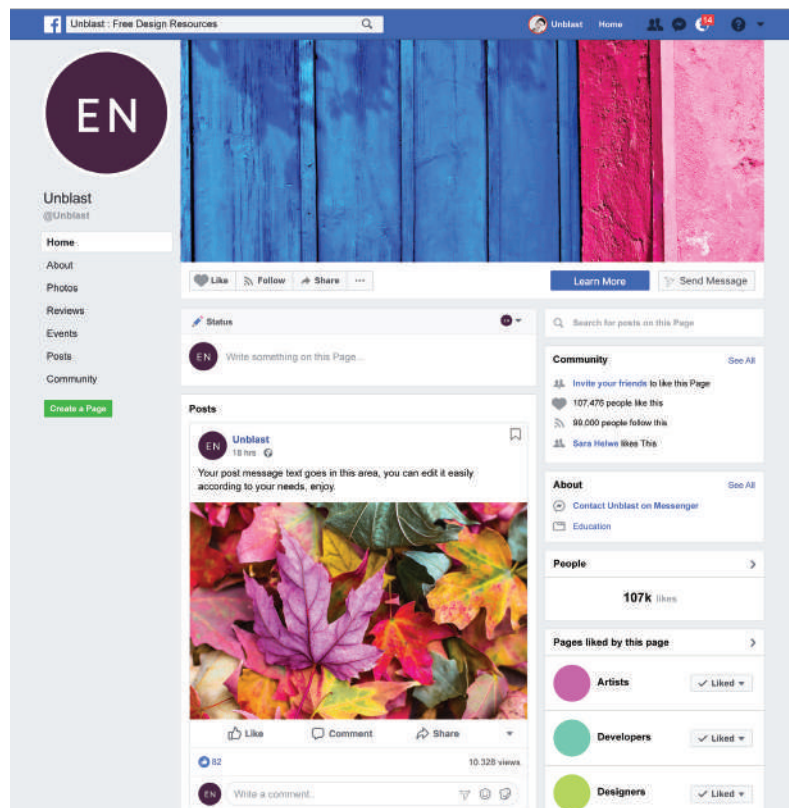 Unblast : Free Design Resources
Unblast Home 14
EN
Unblast
@Unblast
Home
About
Photos
Reviews
Events
Posts
Community
Create a Page
Like Follow Share ...
Learn More Send Message
Status EN
EN Write something on this Page...
Posts
EN Unblast
18 hrs
Your post message text goes in this area, you can edit it easily
according to your needs, enjoy.
Like Comment Share
82 10.328 views
EN Write a comment..
Search for posts on this Page
Community See All
Invite your friends to like this Page
107,476 people like this
99,000 people follow this
Sara Helwe likes This
About See All
Contact Unblast on Messenger
Education
People
107k likes
Pages liked by this page
Artists Liked
Developers Liked
Designers Liked